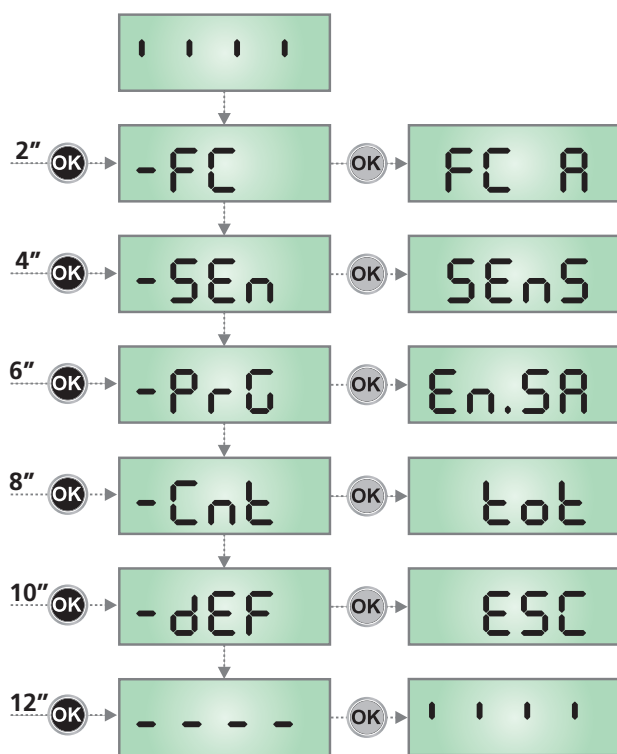 ı ı ı ı
2” OK -FC OK FC A
4” OK -SEn OK SEnS
6” OK -PrG OK En.SA
8” OK -Cnt OK tot
10” OK -dEF OK ESC
12” OK - - - - OK ı ı ı ı